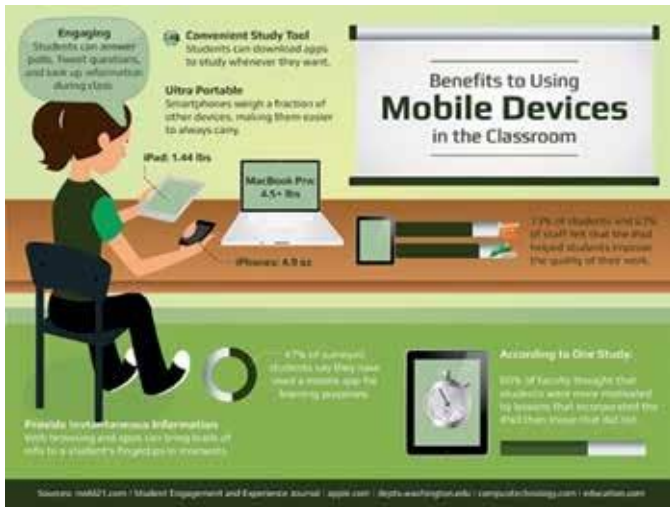 Engaging
Students can answer
polls, Tweet questions,
and look up information
during class
Convenient Study Tool
Students can download apps
to study whenever they want.
Ultra Portable
Smartphones weigh a fraction of
other devices, making them easier
to always carry.
Benefits to Using
Mobile Devices
in the Classroom
iPad: 1.44 lbs
MacBook Pro:
4.5+ lbs
iPhones: 4.9 oz
of students and
of staff felt that the iPad
helped students improve
the quality of their work.
47% of surveyed
students say they have
used a mobile app for
learning purposes.
According to One Study:
of faculty thought that
students were more motivated
by lessons that incorporated the
iPad than those that did not.
Provide Instantaneous Information
Web browsing and apps can bring loads of
info to a student's fingertips in moments.
Sources: | Student Engagement and Experience Journal | apple.com | depts.washington.edu | | education.com